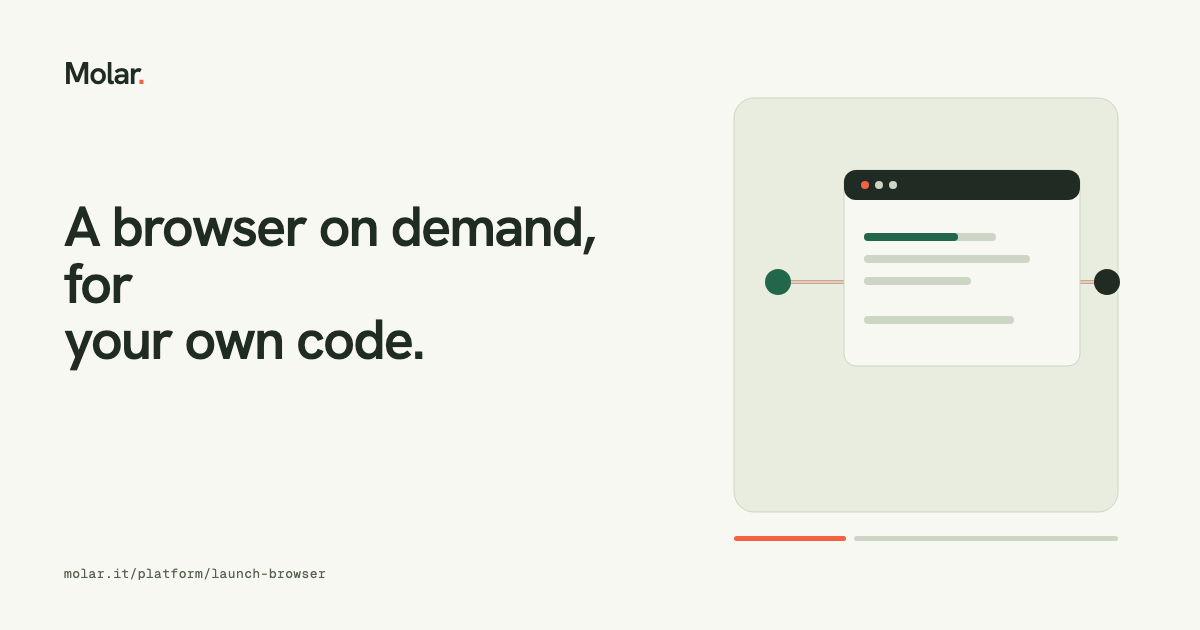 Molar.
A browser on demand,
for
your own code.
molar.it/platform/launch-browser